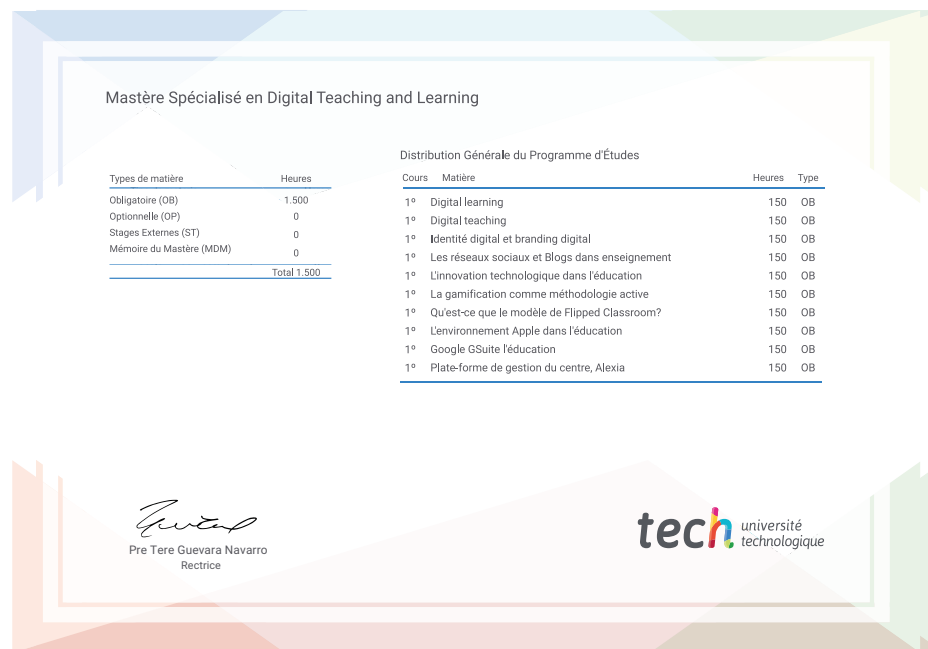 Mastère Spécialisé en Digital Teaching and Learning
Types de matière Heures
Obligatoire (OB) 1.500
Optionnelle (OP) 0
Stages Externes (ST) 0
Mémoire du Mastère (MDM) 0
Total 1.500
Distribution Générale du Programme d'Études
Cours Matière Heures Type
1º Digital learning 150 OB
1º Digital teaching 150 OB
1º Identité digital et branding digital 150 OB
1º Les réseaux sociaux et Blogs dans enseignement 150 OB
1º L'innovation technologique dans l'éducation 150 OB
1º La gamification comme méthodologie active 150 OB
1º Qu'est-ce que le modèle de Flipped Classroom? 150 OB
1º L'environnement Apple dans l'éducation 150 OB
1º Google GSuite l'éducation 150 OB
1º Plate-forme de gestion du centre, Alexia 150 OB
Pre Tere Guevara Navarro
Rectrice
tech université
technologique